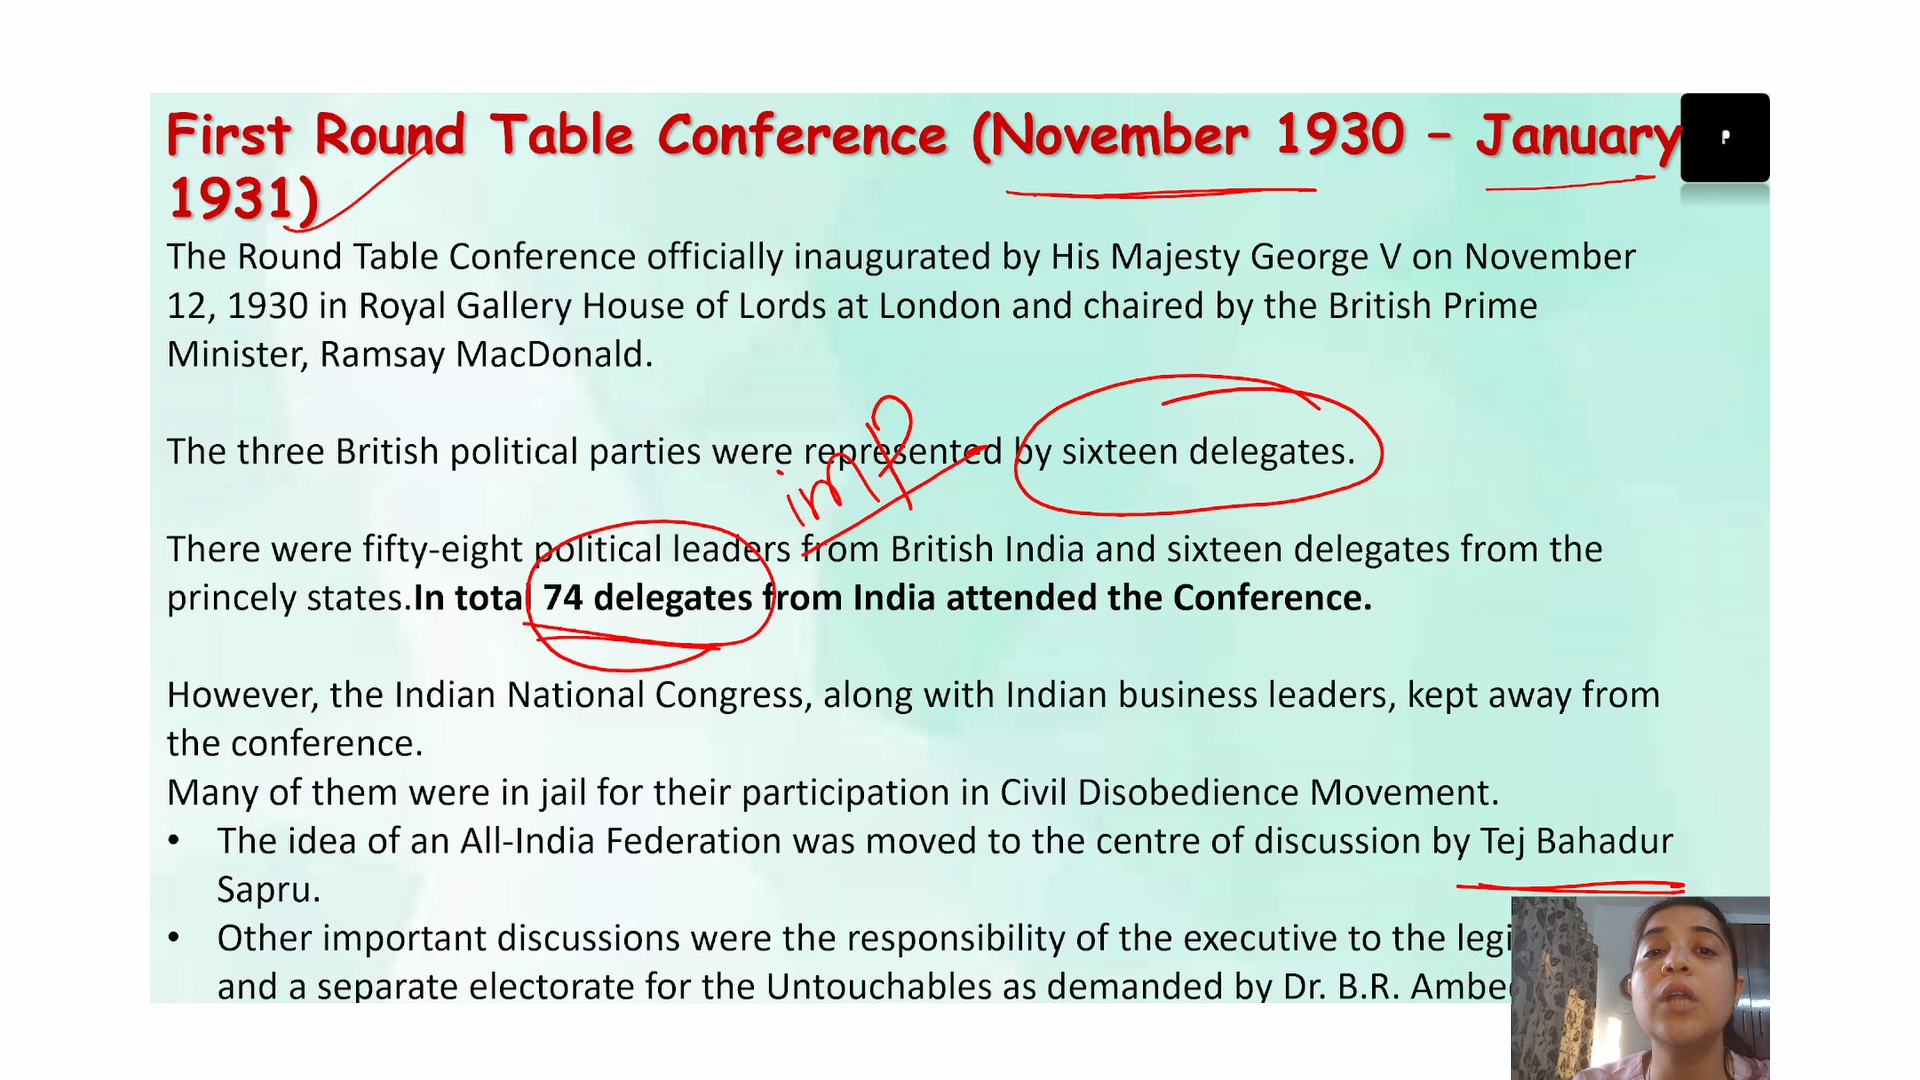 First Round Table Conference (November 1930 – January
1931)
P
The Round Table Conference officially inaugurated by His Majesty George V on November
12, 1930 in Royal Gallery House of Lords at London and chaired by the British Prime
Minister, Ramsay MacDonald.
The three British political parties were represented by sixteen delegates.
imp
There were fifty-eight political leaders from British India and sixteen delegates from the
princely states.In total 74 delegates from India attended the Conference.
However, the Indian National Congress, along with Indian business leaders, kept away from
the conference.
Many of them were in jail for their participation in Civil Disobedience Movement.
• The idea of an All-India Federation was moved to the centre of discussion by Tej Bahadur
Sapru.
• Other important discussions were the responsibility of the executive to the legi
and a separate electorate for the Untouchables as demanded by Dr. B.R. Ambe